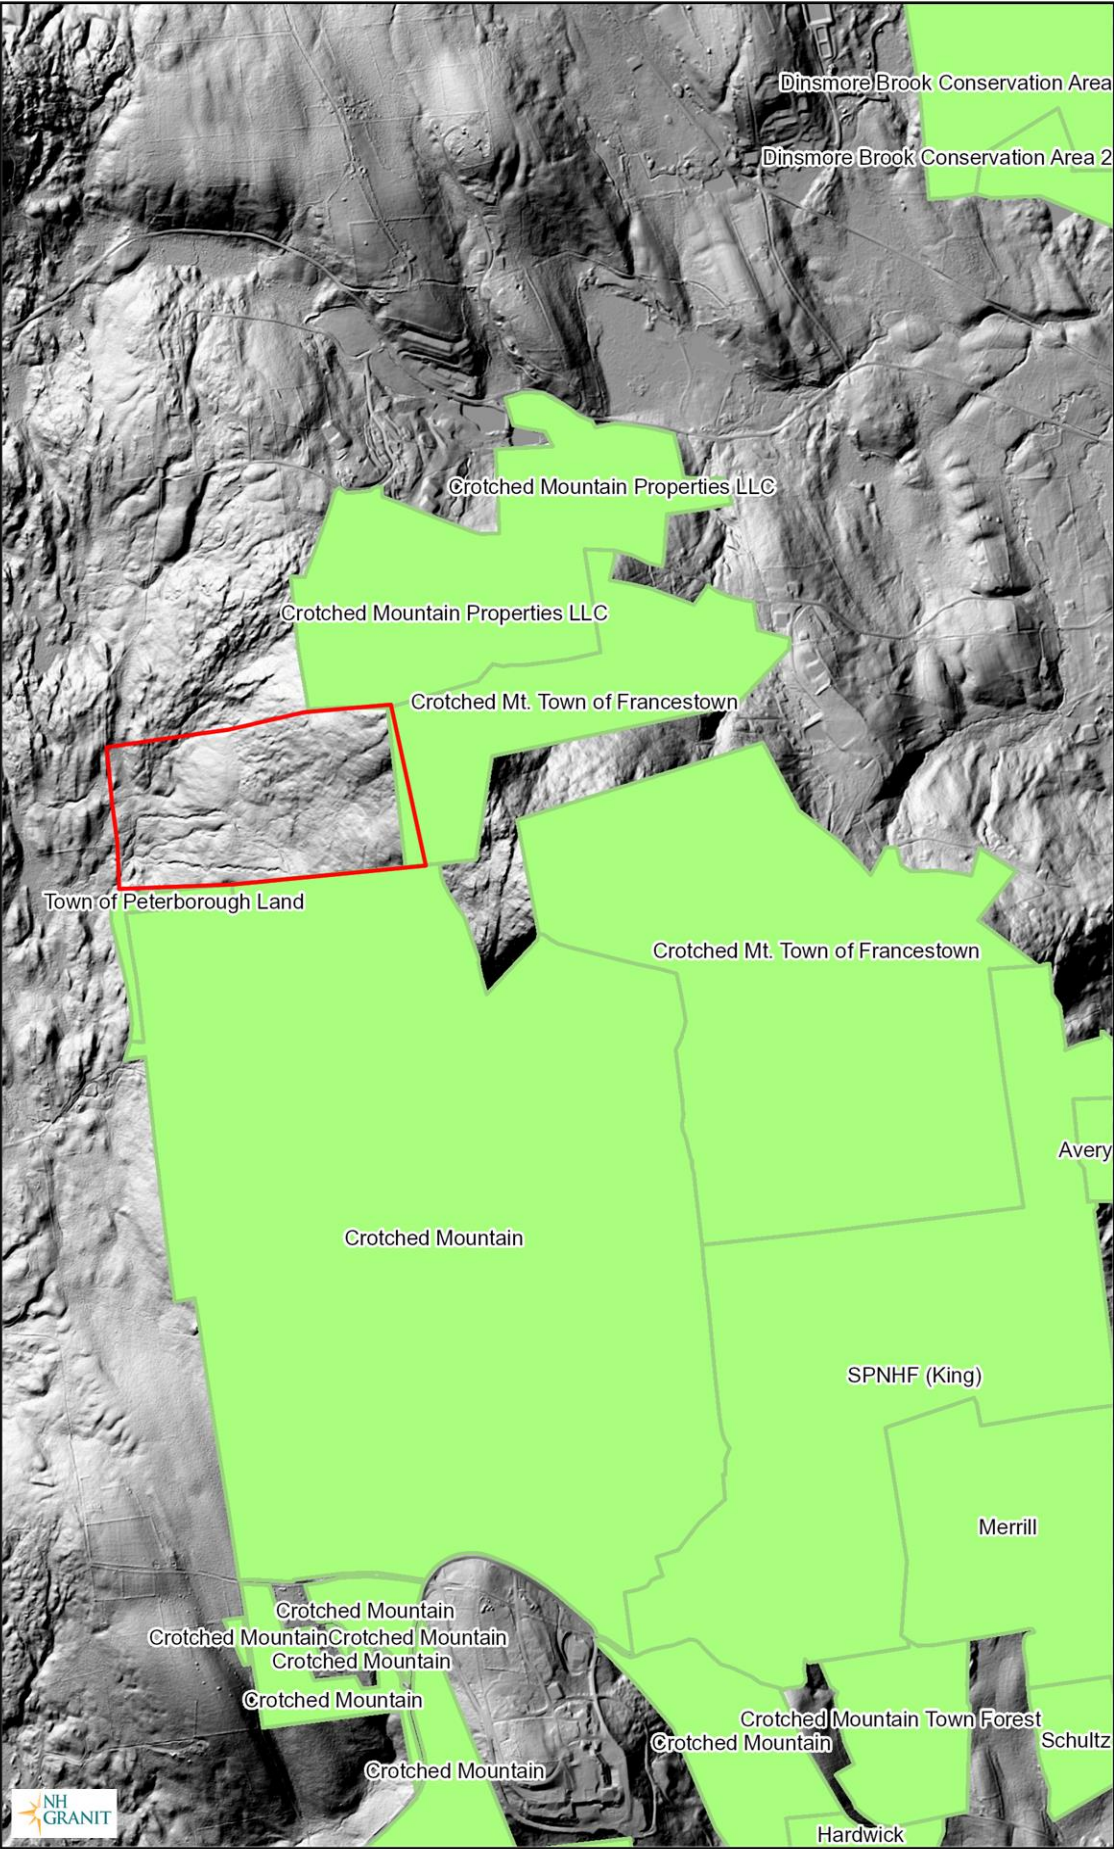 Dinsmore Brook Conservation Area
Dinsmore Brook Conservation Area 2
Crotched Mountain Properties LLC
Crotched Mountain Properties LLC
Crotched Mt. Town of Francestown
Town of Peterborough Land
Crotched Mt. Town of Francestown
Avery
Crotched Mountain
SPNHF (King)
Merrill
Crotched Mountain
Crotched Mountain
Crotched Mountain
Crotched Mountain
Crotched Mountain
Crotched Mountain Town Forest
Schultz
Crotched Mountain
Crotched Mountain
NH
GRANIT
Hardwick